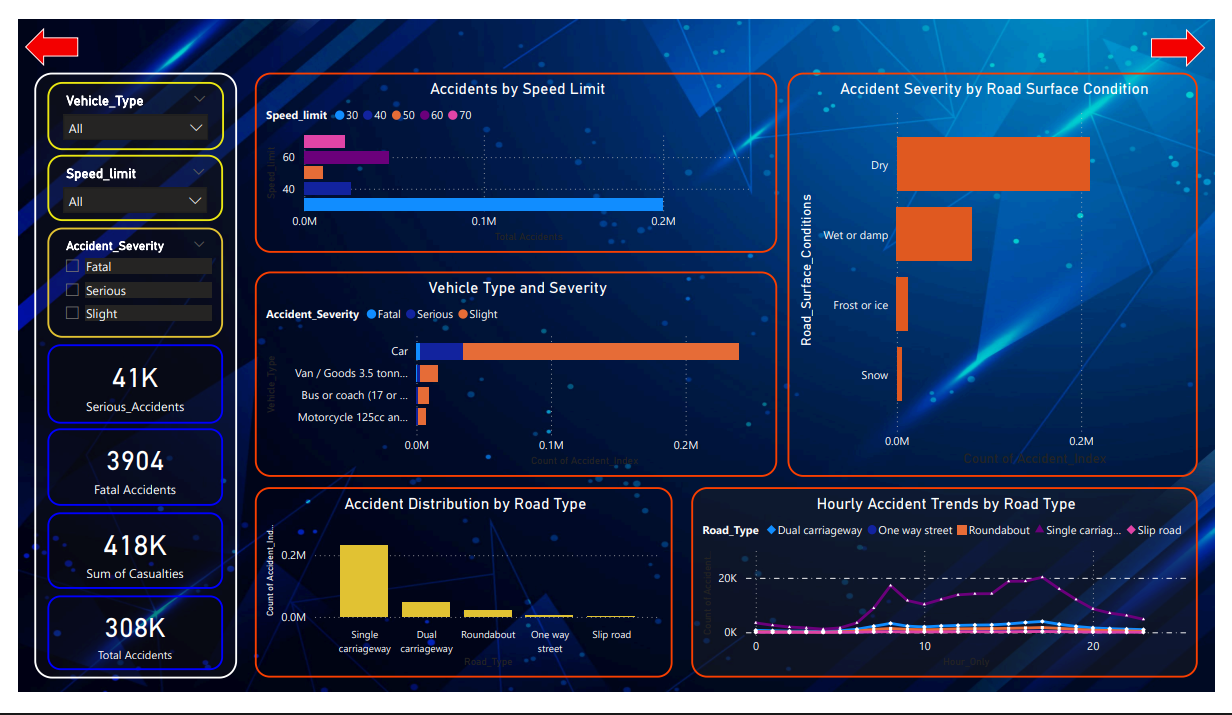 Vehicle_Type
All
Speed_limit
All
Accident_Severity
Fatal
Serious
Slight
41K
Serious_Accidents
3904
Fatal Accidents
418K
Sum of Casualties
308K
Total Accidents
Accidents by Speed Limit
Speed_limit 30 40 50 60 70
Speed_limit
60
40
0.0M 0.1M 0.2M
Total Accidents
Vehicle Type and Severity
Accident_Severity Fatal Serious Slight
Vehicle_Type
Car
Van / Goods 3.5 tonn...
Bus or coach (17 or ...
Motorcycle 125cc an...
0.0M 0.1M 0.2M
Count of Accident_Index
Accident Severity by Road Surface Condition
Road_Surface_Conditions
Dry
Wet or damp
Frost or ice
Snow
0.0M 0.2M
Count of Accident_Index
Accident Distribution by Road Type
Count of Accident_Ind...
0.2M
0.0M
Single carriageway
Dual carriageway
Roundabout
One way street
Slip road
Road_Type
Hourly Accident Trends by Road Type
Road_Type Dual carriageway One way street Roundabout Single carriag... Slip road
20K
0K
0 10 20
Hour_Only